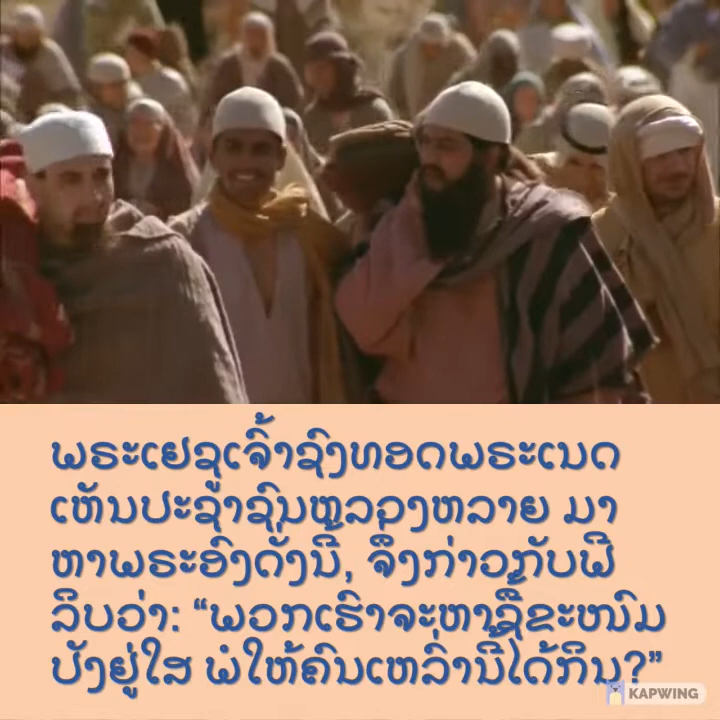 ພຣະເຢຊູເຈົ້າຊົງທອດພຣະເນດ
ເຫັນປະຊາຊົນຫລວງຫລາຍ ມາ
ຫາພຣະອົງດັ່ງນີ້, ຈຶ່ງກ່າວກັບຟີ
ລິບວ່າ: “ພວກເຮົາຈະຫາຊື້ຂະໜົມ
ປັງຢູ່ໃສ ພໍໃຫ້ຄົນເຫລົ່ານີ້ໄດ້ກິນ?”
KAPWING